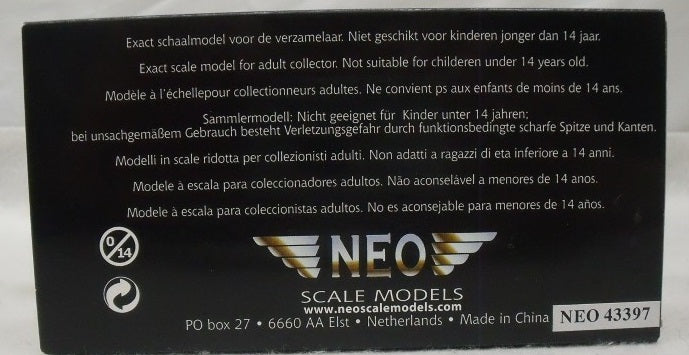 Exact schaalmodel voor de verzamelaar. Niet geschikt voor kinderen jonger dan 14 jaar.
Exact scale model for adult collector. Not suitable for childeren under 14 years old.
Modèle à l'échellepour collectionneurs adultes. Ne convient ps aux enfants de moins de 14 ans.
Sammlermodell: Nicht geeignet für Kinder unter 14 jahren;
bei unsachgemäßem Gebrauch besteht Verletzungsgefahr durch funktionsbedingte scharfe Spitze und Kanten.
Modelli in scale ridotta per collezionisti adulti. Non adatti a ragazzi di eta inferiore a 14 anni.
Modele à escala para coleccionadores adultos. Não aconselável a menores de 14 anos.
Modele à escala para coleccionistas adultos. No es aconsejable para menores de 14 años.
0/14
NEO
SCALE MODELS
www.neoscalemodels.com
PO box 27 • 6660 AA Elst • Netherlands • Made in China NEO 43397